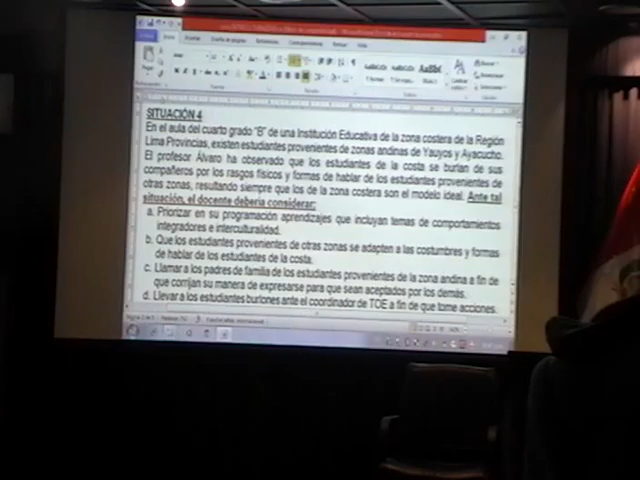 SITUACIÓN 4
En el aula del cuarto grado "B" de una Institución Educativa de la zona costera de la Región
Lima Provincias, existen estudiantes provenientes de zonas andinas de Yauyos y Ayacucho.
El profesor Álvaro ha observado que los estudiantes de la costa se burlan de sus
compañeros por los rasgos físicos y formas de hablar de los estudiantes provenientes de
otras zonas, resultando siempre que los de la zona costera son el modelo ideal. Ante tal
situación, el docente debería considerar:
a. Priorizar en su programación aprendizajes que incluyan temas de comportamientos
integradores e interculturalidad.
b. Que los estudiantes provenientes de otras zonas se adapten a las costumbres y formas
de hablar de los estudiantes de la costa.
c. Llamar a los padres de familia de los estudiantes provenientes de la zona andina a fin de
que corrijan su manera de expresarse para que sean aceptados por los demás.
d. Llevar a los estudiantes burlones ante el coordinador de TOE a fin de que tome acciones.